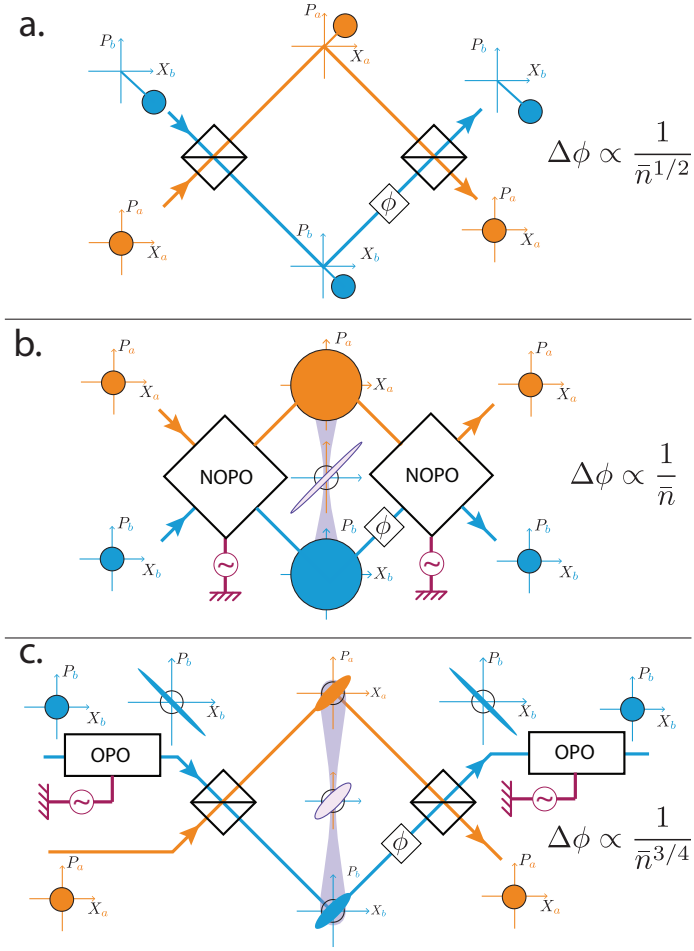 a.
P_a
X_a
P_b
X_b
P_b
X_b
Δϕ ∝ 1/n̄^{1/2}
P_a
X_a
P_b
X_b
ϕ
P_a
X_a
b.
P_a
X_a
P_a
X_a
P_a
X_a
NOPO
NOPO
Δϕ ∝ 1/n̄
P_b
X_b
P_b
X_b
ϕ
P_b
X_b
~
~
c.
P_b
X_b
P_b
X_b
P_a
X_a
P_b
X_b
P_b
X_b
OPO
OPO
~
~
ϕ
Δϕ ∝ 1/n̄^{3/4}
P_a
X_a
P_b
X_b
P_a
X_a